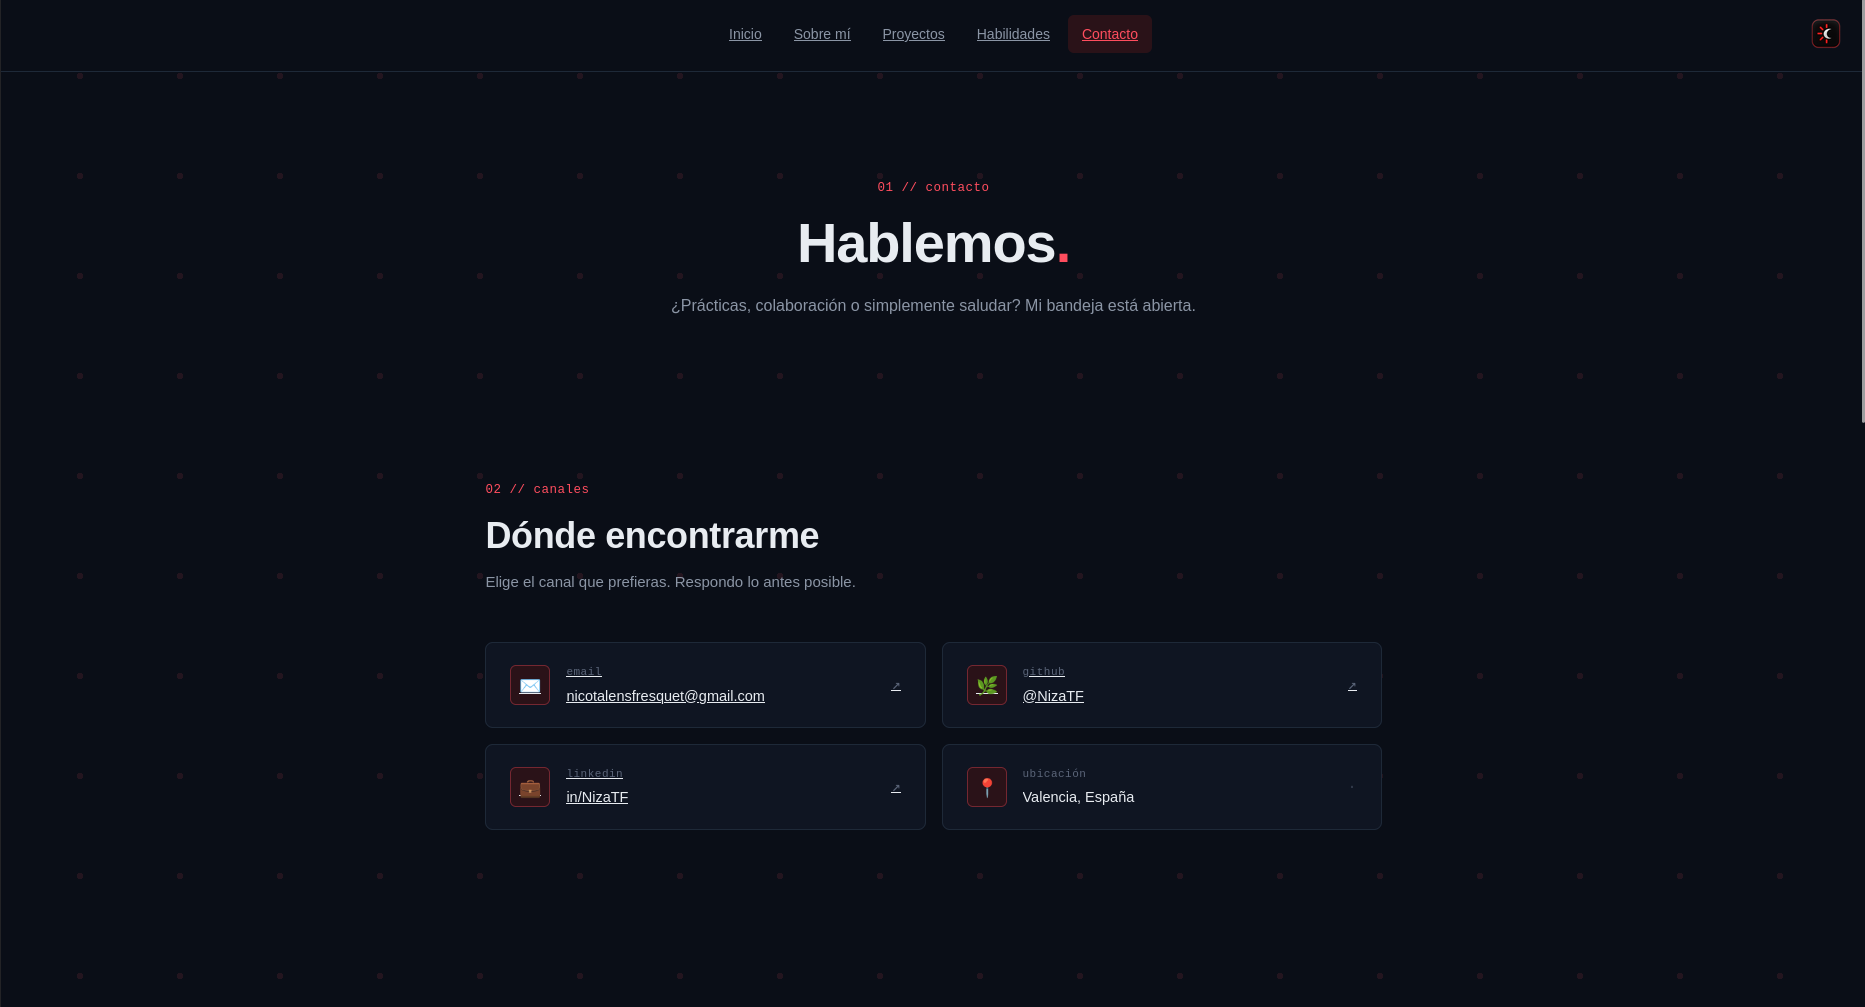 Inicio Sobre mí Proyectos Habilidades Contacto
01 // contacto
Hablemos.
¿Prácticas, colaboración o simplemente saludar? Mi bandeja está abierta.
02 // canales
Dónde encontrarme
Elige el canal que prefieras. Respondo lo antes posible.
email
nicotalensfresquet@gmail.com
↗
github
@NizaTF
↗
linkedin
in/NizaTF
↗
ubicación
Valencia, España
·